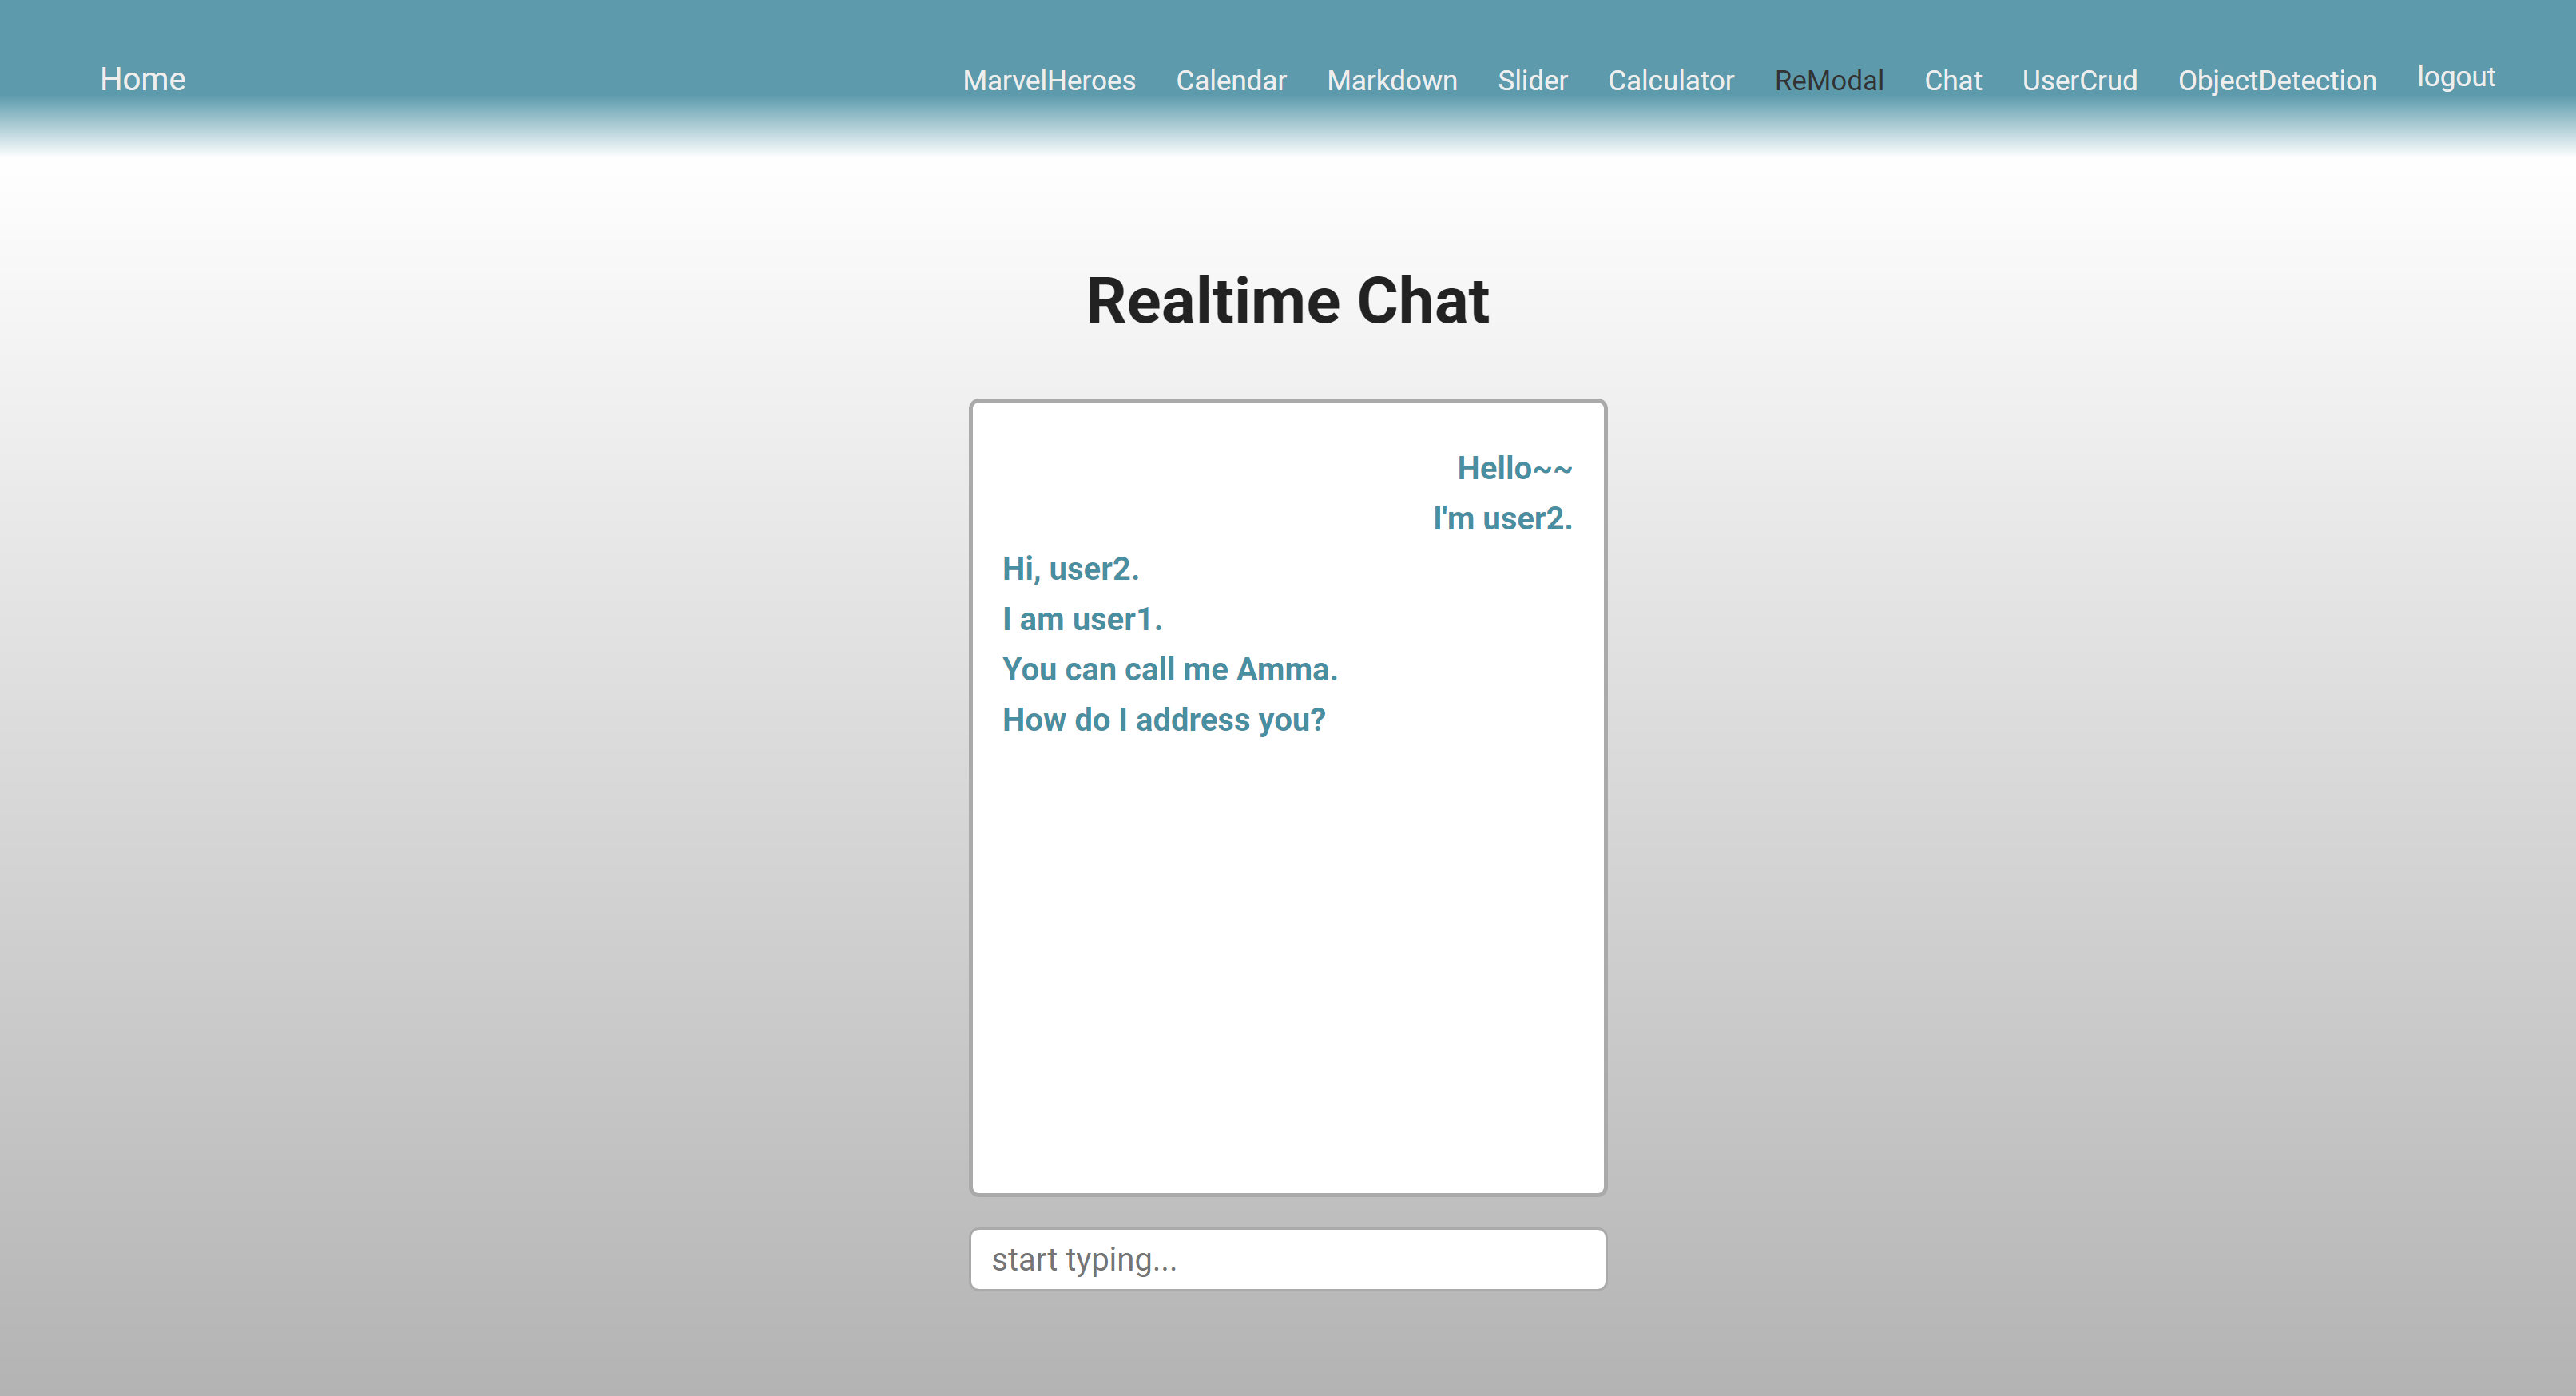 Home MarvelHeroes Calendar Markdown Slider Calculator ReModal Chat UserCrud ObjectDetection logout
Realtime Chat
Hello~~
I'm user2.
Hi, user2.
I am user1.
You can call me Amma.
How do I address you?
start typing...